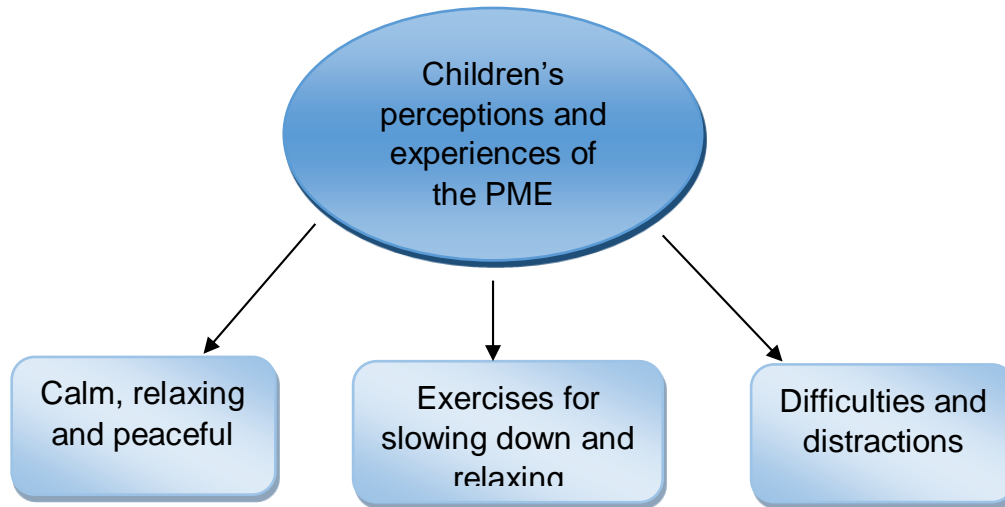 Children’s
perceptions and
experiences of
the PME
Calm, relaxing
and peaceful
Exercises for
slowing down and
relaxing
Difficulties and
distractions